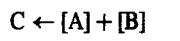 C ← [A] + [B]